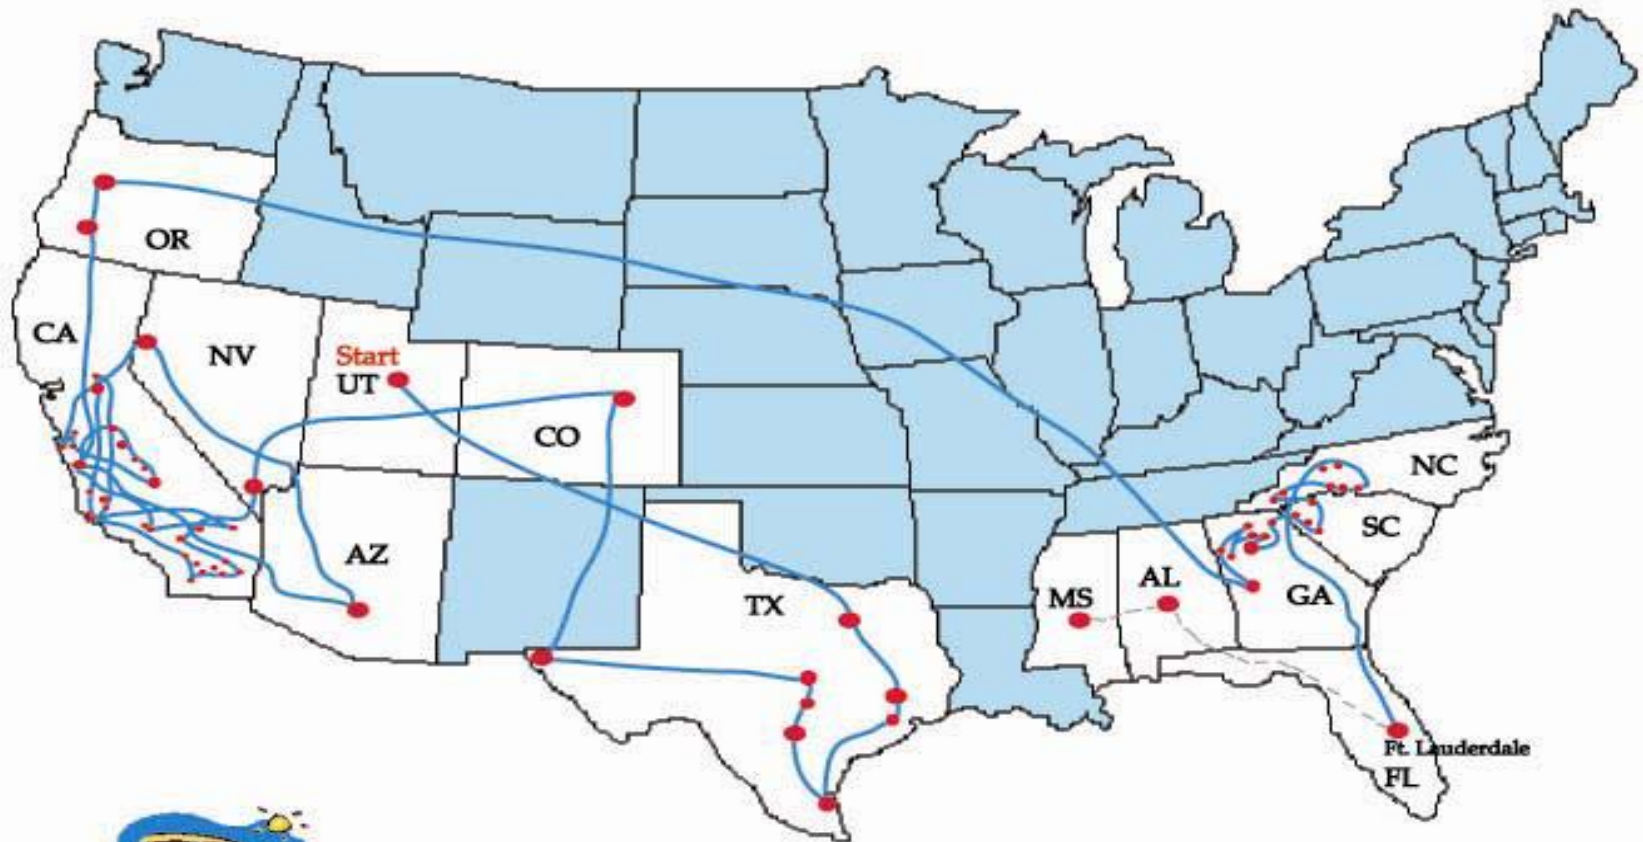 OR
CA
NV
Start
UT
CO
AZ
TX
MS
AL
GA
NC
SC
Ft. Lauderdale
FL